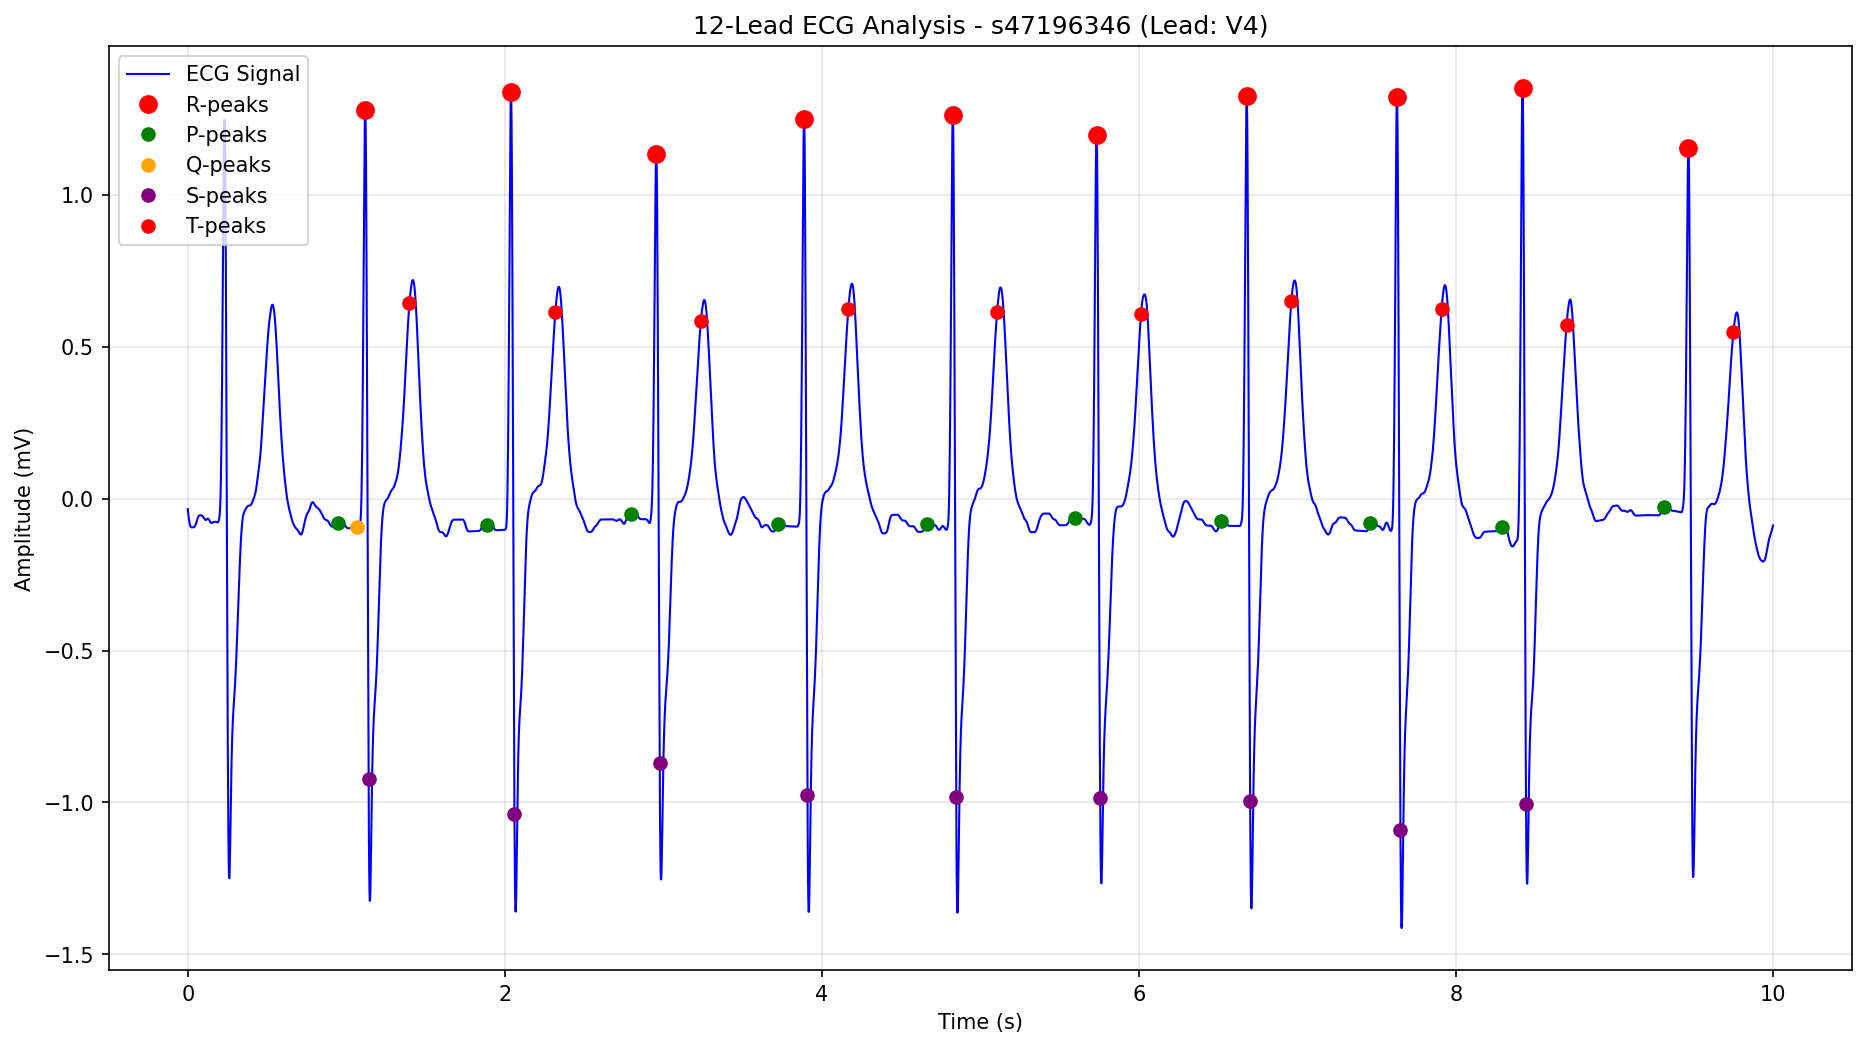 12-Lead ECG Analysis - s47196346 (Lead: V4)
ECG Signal
R-peaks
P-peaks
Q-peaks
S-peaks
T-peaks
Amplitude (mV)
1.0
0.5
0.0
−0.5
−1.0
−1.5
0 2 4 6 8 10
Time (s)